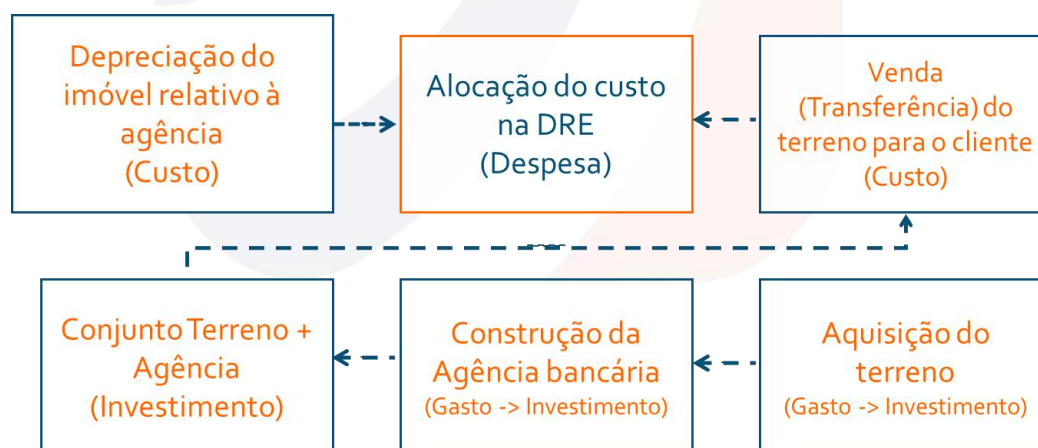 Depreciação do
imóvel relativo à
agência
(Custo)
Alocação do custo
na DRE
(Despesa)
Venda
(Transferência) do
terreno para o cliente
(Custo)
Conjunto Terreno +
Agência
(Investimento)
Construção da
Agência bancária
(Gasto -> Investimento)
Aquisição do
terreno
(Gasto -> Investimento)